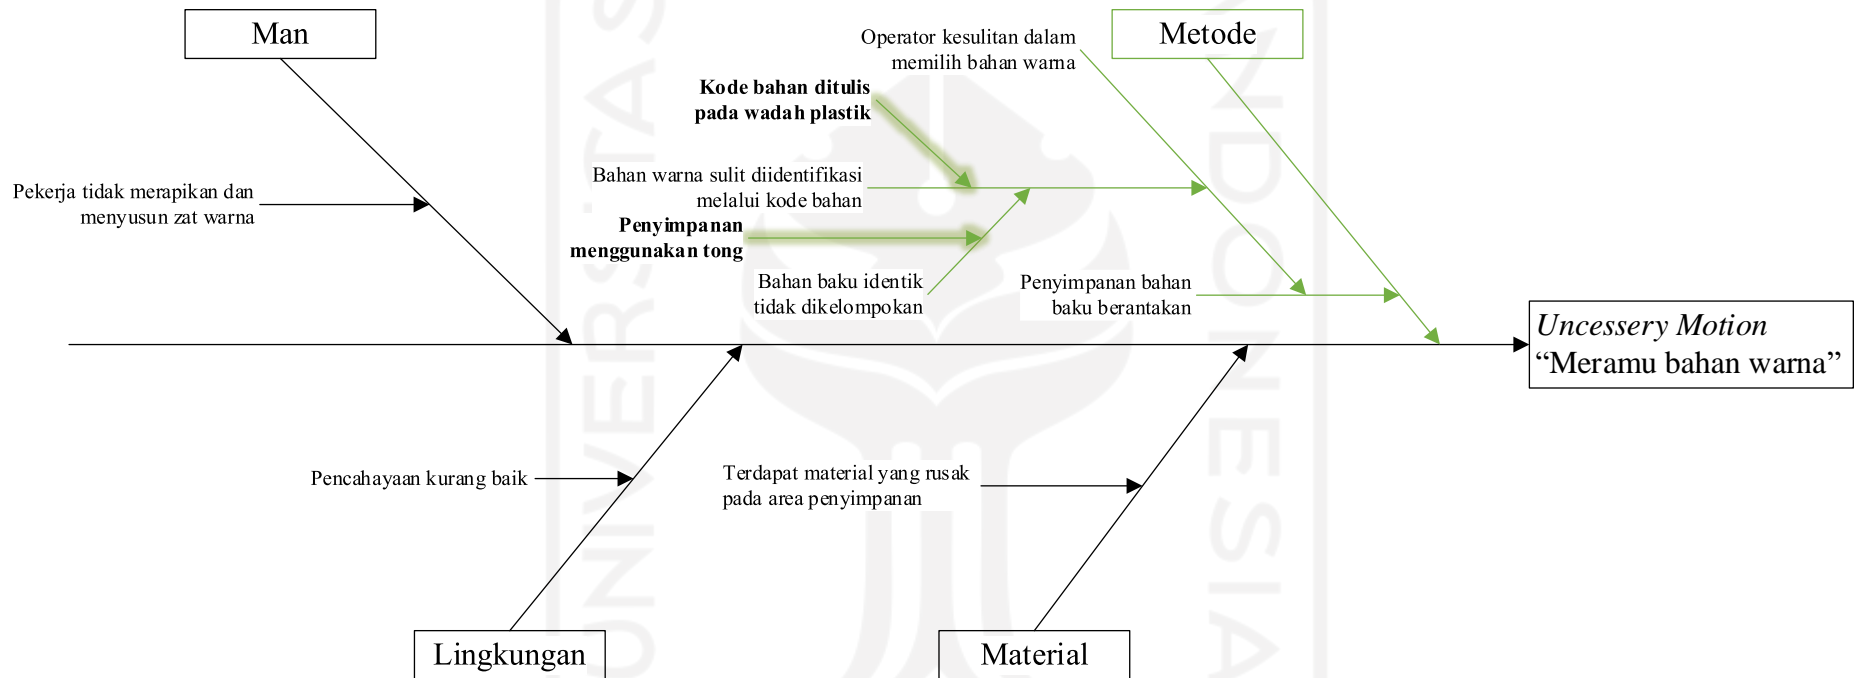 Man
Metode
Operator kesulitan dalam
memilih bahan warna
Kode bahan ditulis
pada wadah plastik
Bahan warna sulit diidentifikasi
melalui kode bahan
Pekerja tidak merapikan dan
menyusun zat warna
Penyimpanan
menggunakan tong
Bahan baku identik
tidak dikelompokan
Penyimpanan bahan
baku berantakan
Uncessery Motion
“Meramu bahan warna”
Pencahayaan kurang baik
Terdapat material yang rusak
pada area penyimpanan
Lingkungan
Material
UNIVERSITAS
INDONESIA